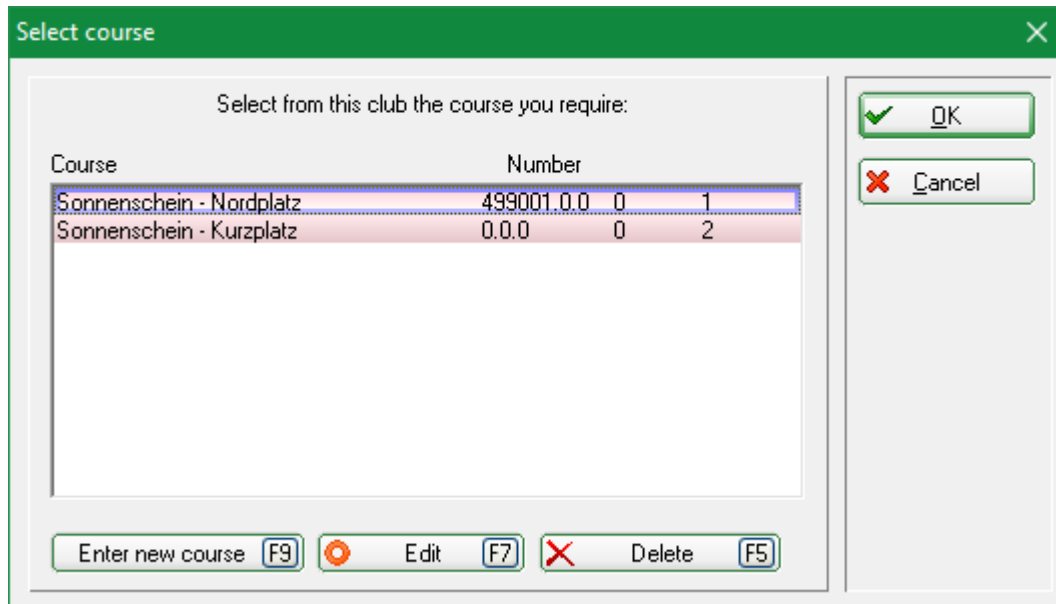 Select course
Select from this club the course you require:
Course Number
Sonnenschein - Nordplatz 499001.0.0 0 1
Sonnenschein - Kurzplatz 0.0.0 0 2
Enter new course F9 Edit F7 Delete F5
OK
Cancel